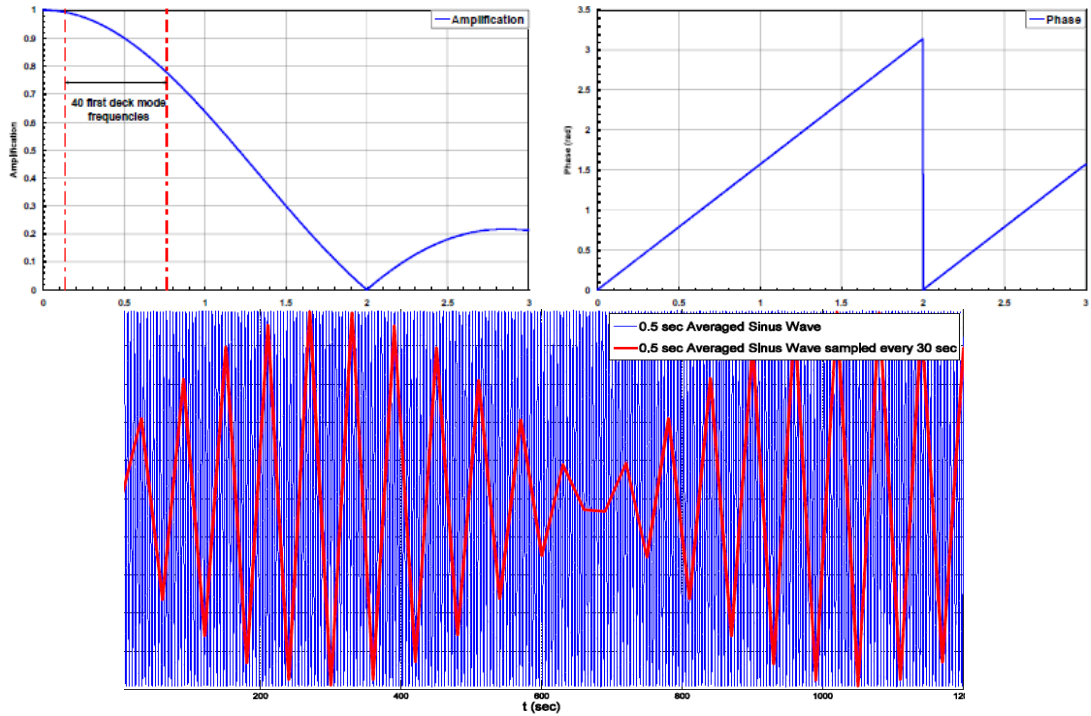 Amplification
1
0.9
0.8
0.7
0.6
0.5
0.4
0.3
0.2
0.1
0
Amplification
40 first deck mode
frequencies
0 0.5 1 1.5 2 2.5 3
Phase
3.5
3
2.5
2
1.5
1
0.5
0
Phase (rad)
0 0.5 1 1.5 2 2.5 3
0.5 sec Averaged Sinus Wave
0.5 sec Averaged Sinus Wave sampled every 30 sec
200 400 600 800 1000 120
t (sec)